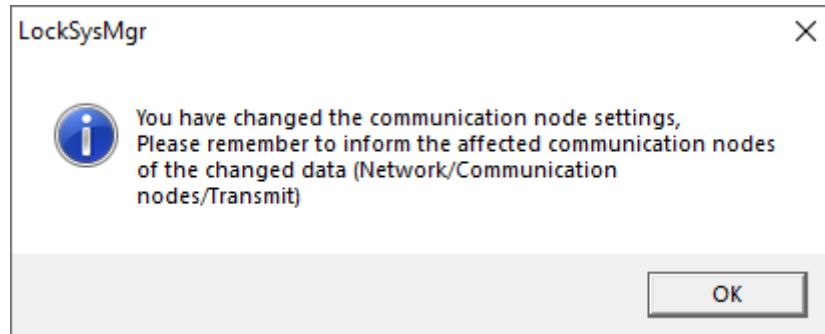 LockSysMgr
You have changed the communication node settings,
Please remember to inform the affected communication nodes
of the changed data (Network/Communication
nodes/Transmit)
OK